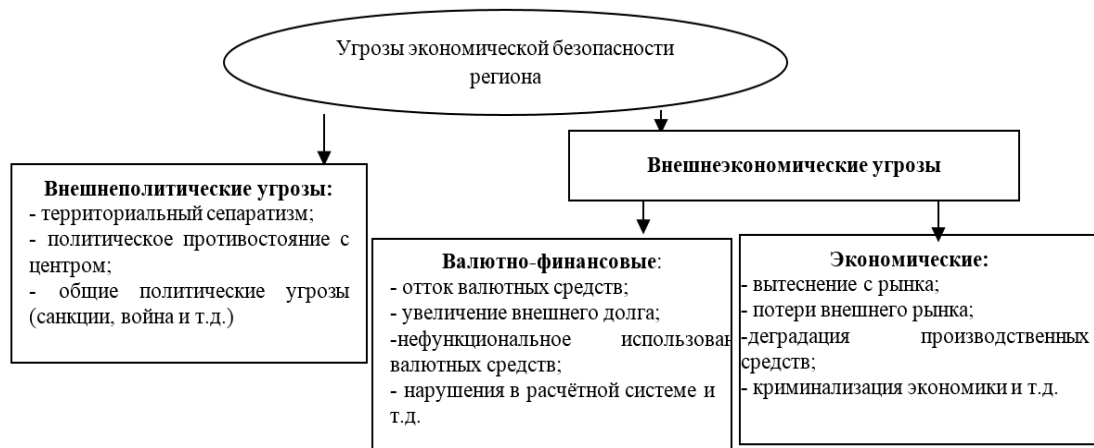 Угрозы экономической безопасности
региона
Внешнеэкономические угрозы
Внешнеполитические угрозы:
- территориальный сепаратизм;
- политическое противостояние с
центром;
- общие политические угрозы
(санкции, война и т.д.)
Валютно-финансовые:
- отток валютных средств;
- увеличение внешнего долга;
-нефункциональное использован
валютных средств;
- нарушения в расчётной системе и
т.д.
Экономические:
- вытеснение с рынка;
- потери внешнего рынка;
-деградация производственных
средств;
- криминализация экономики и т.д.